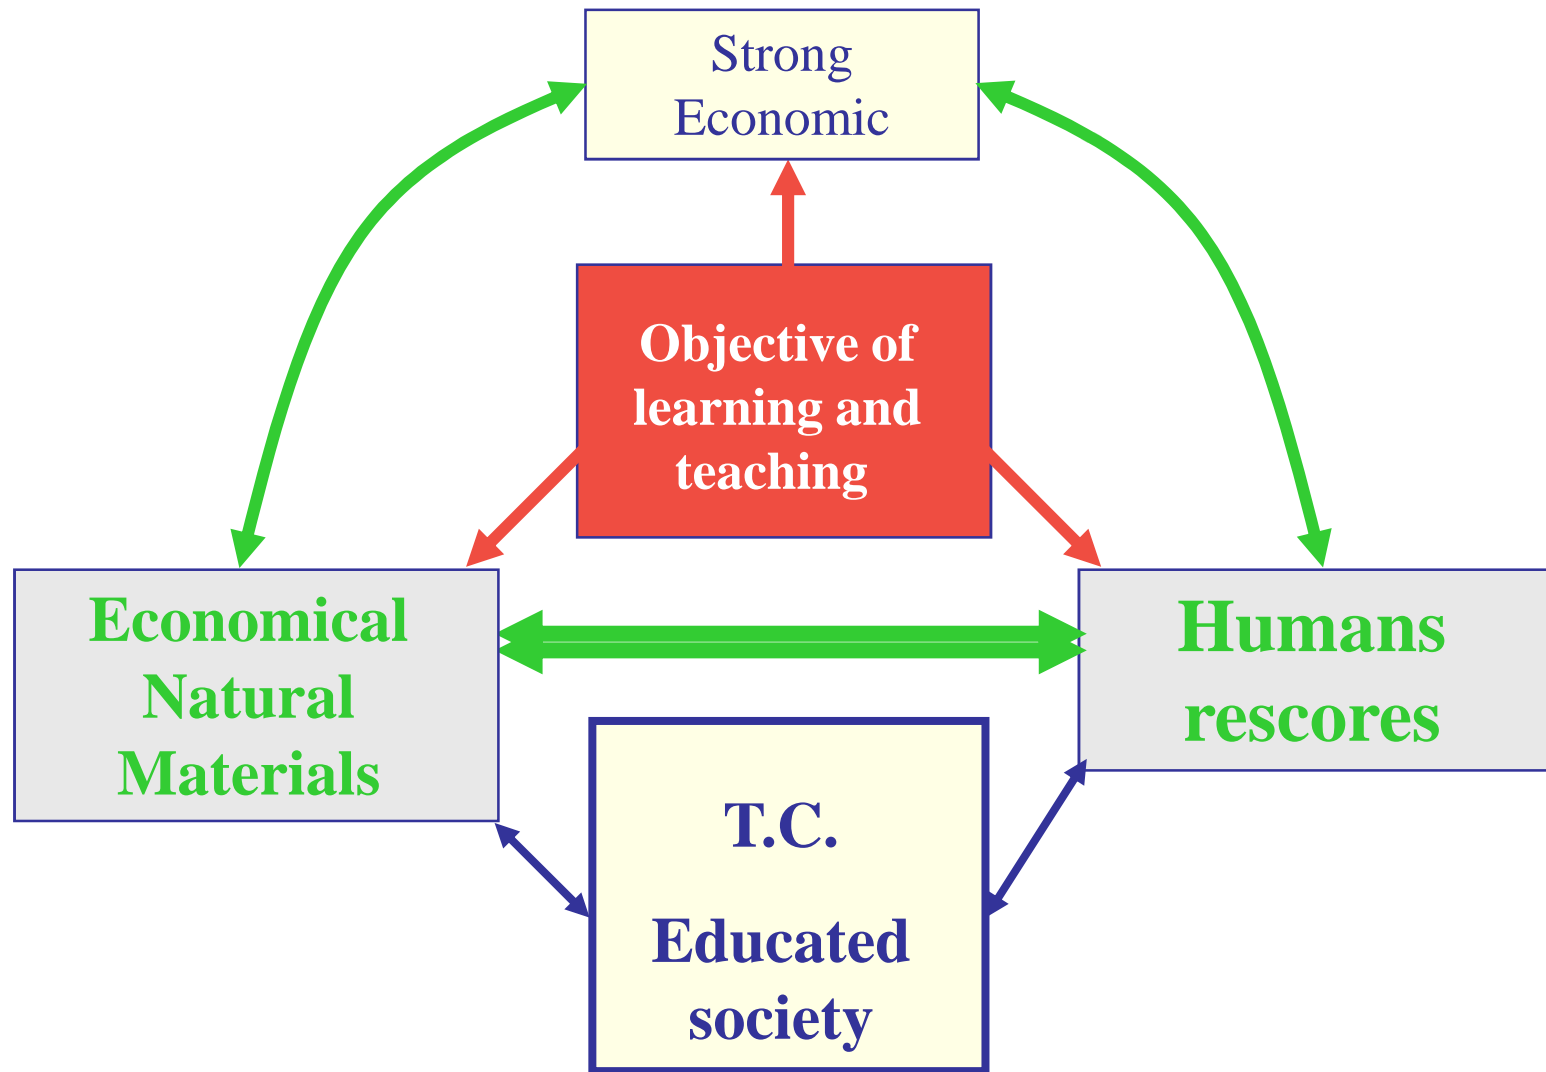 Strong
Economic
Objective of
learning and
teaching
Economical
Natural
Materials
Humans
rescores
T.C.
Educated
society